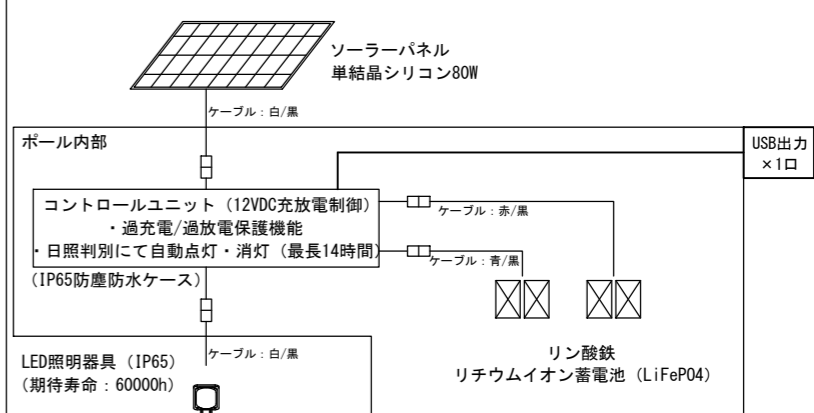 ソーラーパネル
単結晶シリコン80W
ケーブル：白/黒
ポール内部
USB出力
×1口
コントロールユニット（12VDC充放電制御）
・過充電/過放電保護機能
・日照判別にて自動点灯・消灯（最長14時間）
（IP65防塵防水ケース）
ケーブル：赤/黒
ケーブル：青/黒
LED照明器具（IP65）
（期待寿命：60000h）
ケーブル：白/黒
リン酸鉄
リチウムイオン蓄電池（LiFePO4）